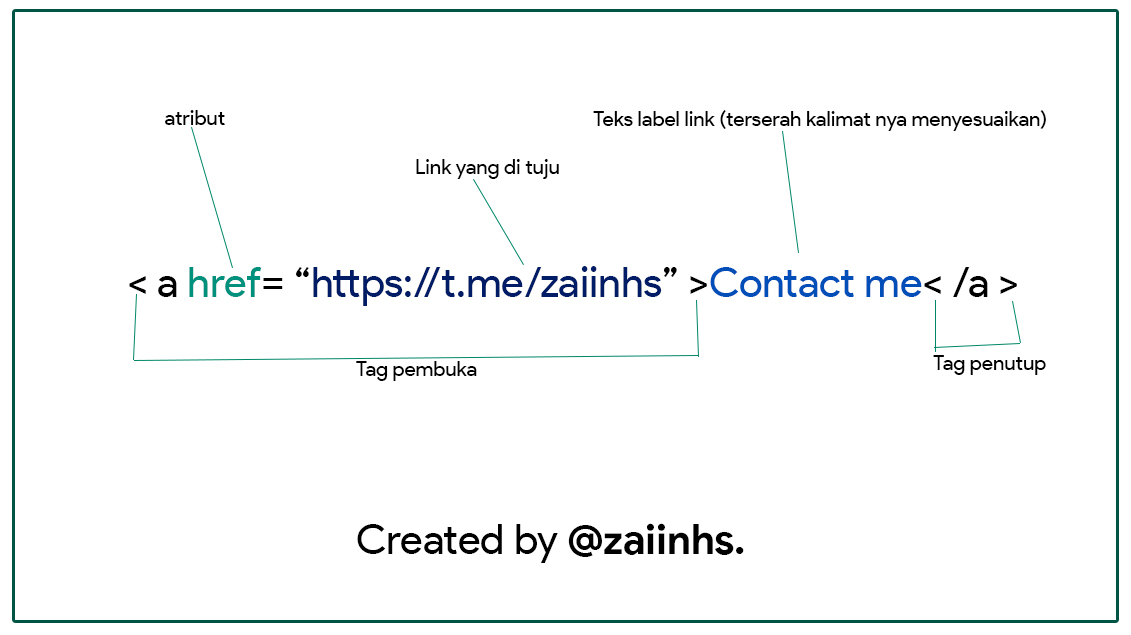 atribut
Teks label link (terserah kalimat nya menyesuaikan)
Link yang di tuju
< a href= “https://t.me/zaiinhs” >Contact me< /a >
Tag pembuka
Tag penutup
Created by @zaiinhs.